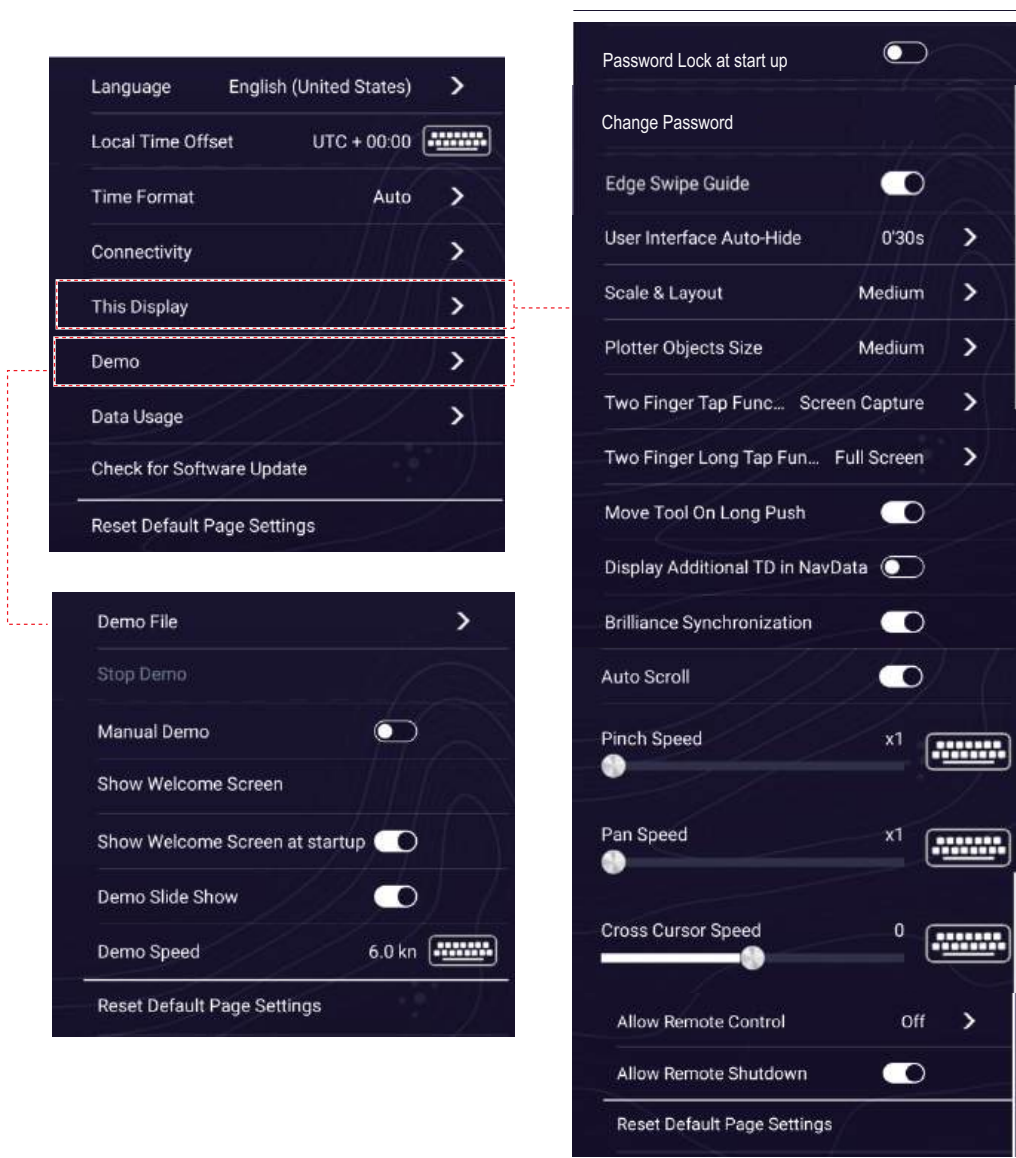 Language English (United States)
Local Time Offset UTC + 00:00
Time Format Auto
Connectivity
This Display
Demo
Data Usage
Check for Software Update
Reset Default Page Settings
Demo File
Stop Demo
Manual Demo
Show Welcome Screen
Show Welcome Screen at startup
Demo Slide Show
Demo Speed 6.0 kn
Reset Default Page Settings
Password Lock at start up
Change Password
Edge Swipe Guide
User Interface Auto-Hide 0'30s
Scale & Layout Medium
Plotter Objects Size Medium
Two Finger Tap Func... Screen Capture
Two Finger Long Tap Fun... Full Screen
Move Tool On Long Push
Display Additional TD in NavData
Brilliance Synchronization
Auto Scroll
Pinch Speed x1
Pan Speed x1
Cross Cursor Speed 0
Allow Remote Control Off
Allow Remote Shutdown
Reset Default Page Settings